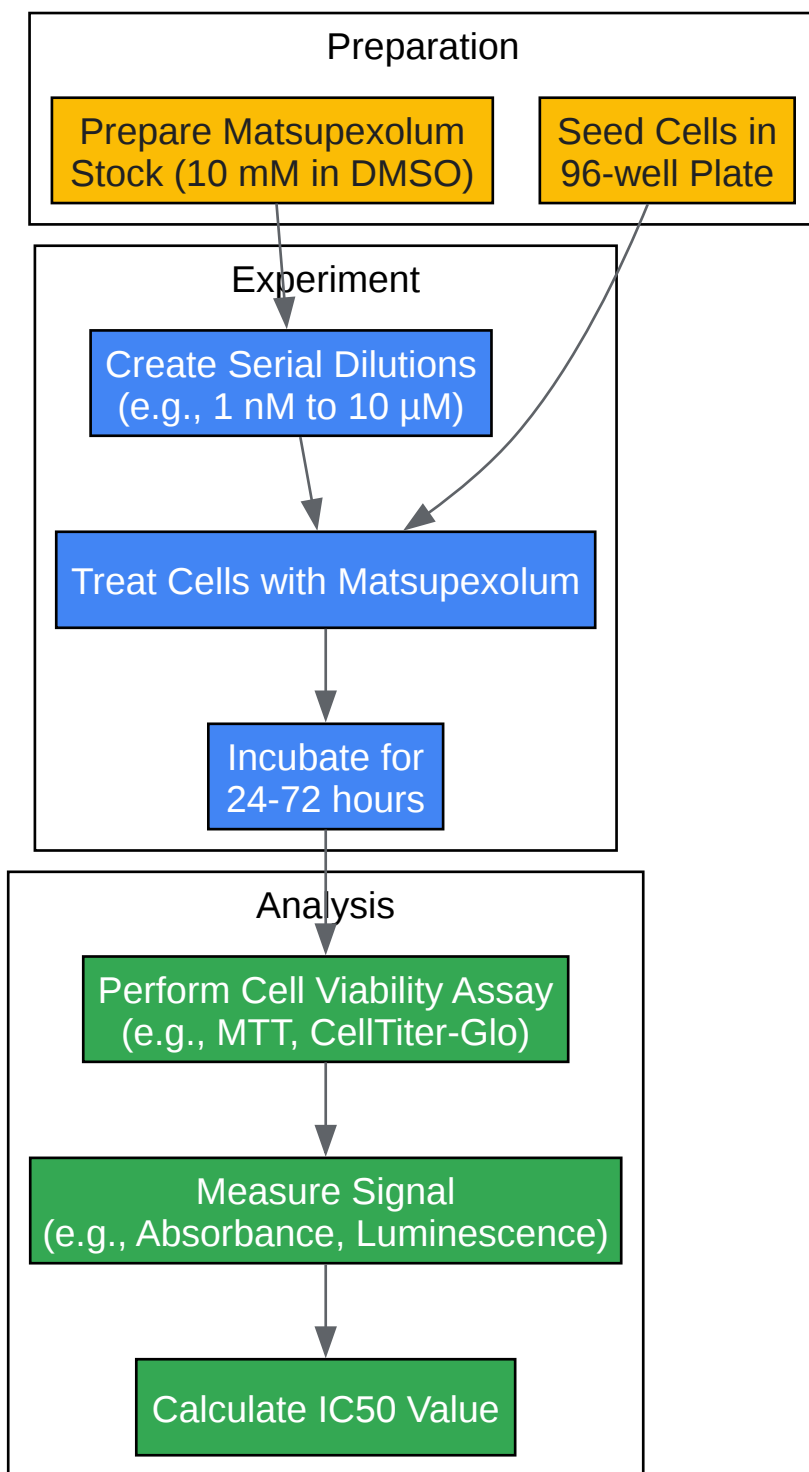 Preparation
Prepare Matsupexolum
Stock (10 mM in DMSO)
Seed Cells in
96-well Plate
Experiment
Create Serial Dilutions
(e.g., 1 nM to 10 µM)
Treat Cells with Matsupexolum
Incubate for
24-72 hours
Analysis
Perform Cell Viability Assay
(e.g., MTT, CellTiter-Glo)
Measure Signal
(e.g., Absorbance, Luminescence)
Calculate IC50 Value